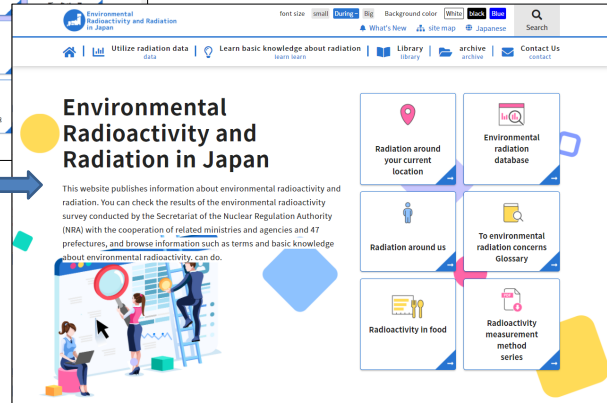 Environmental
Radioactivity and Radiation
in Japan
font size small During~ Big Background color White black Blue
What's New site map Japanese
Search
Utilize radiation data
data
Learn basic knowledge about radiation
learn learn
Library
library
archive
archive
Contact Us
contact
Environmental
Radioactivity and
Radiation in Japan
This website publishes information about environmental radioactivity and
radiation. You can check the results of the environmental radioactivity
survey conducted by the Secretariat of the Nuclear Regulation Authority
(NRA) with the cooperation of related ministries and agencies and 47
prefectures, and browse information such as terms and basic knowledge
about environmental radioactivity. can do.
Radiation around
your current
location
Environmental
radiation
database
Radiation around us
To environmental
radiation concerns
Glossary
Radioactivity in food
Radioactivity
measurement
method
series